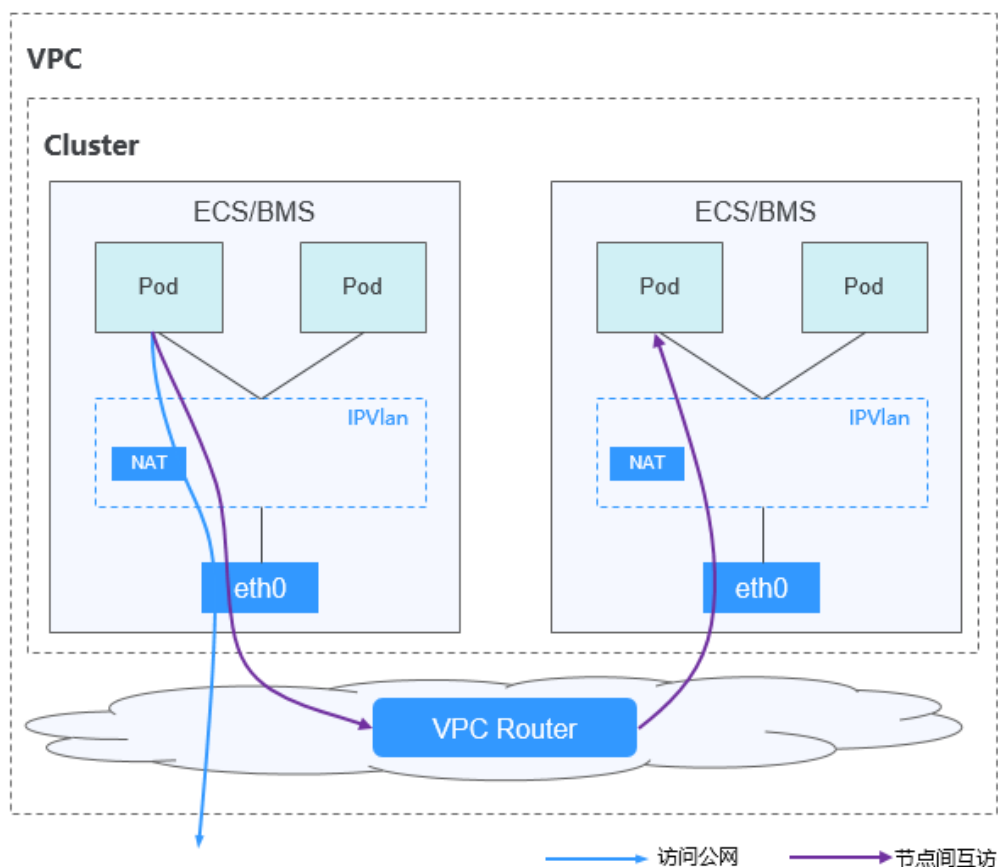 VPC
Cluster
ECS/BMS
Pod
Pod
IPVlan
NAT
eth0
ECS/BMS
Pod
Pod
IPVlan
NAT
eth0
VPC Router
访问公网
节点间互访